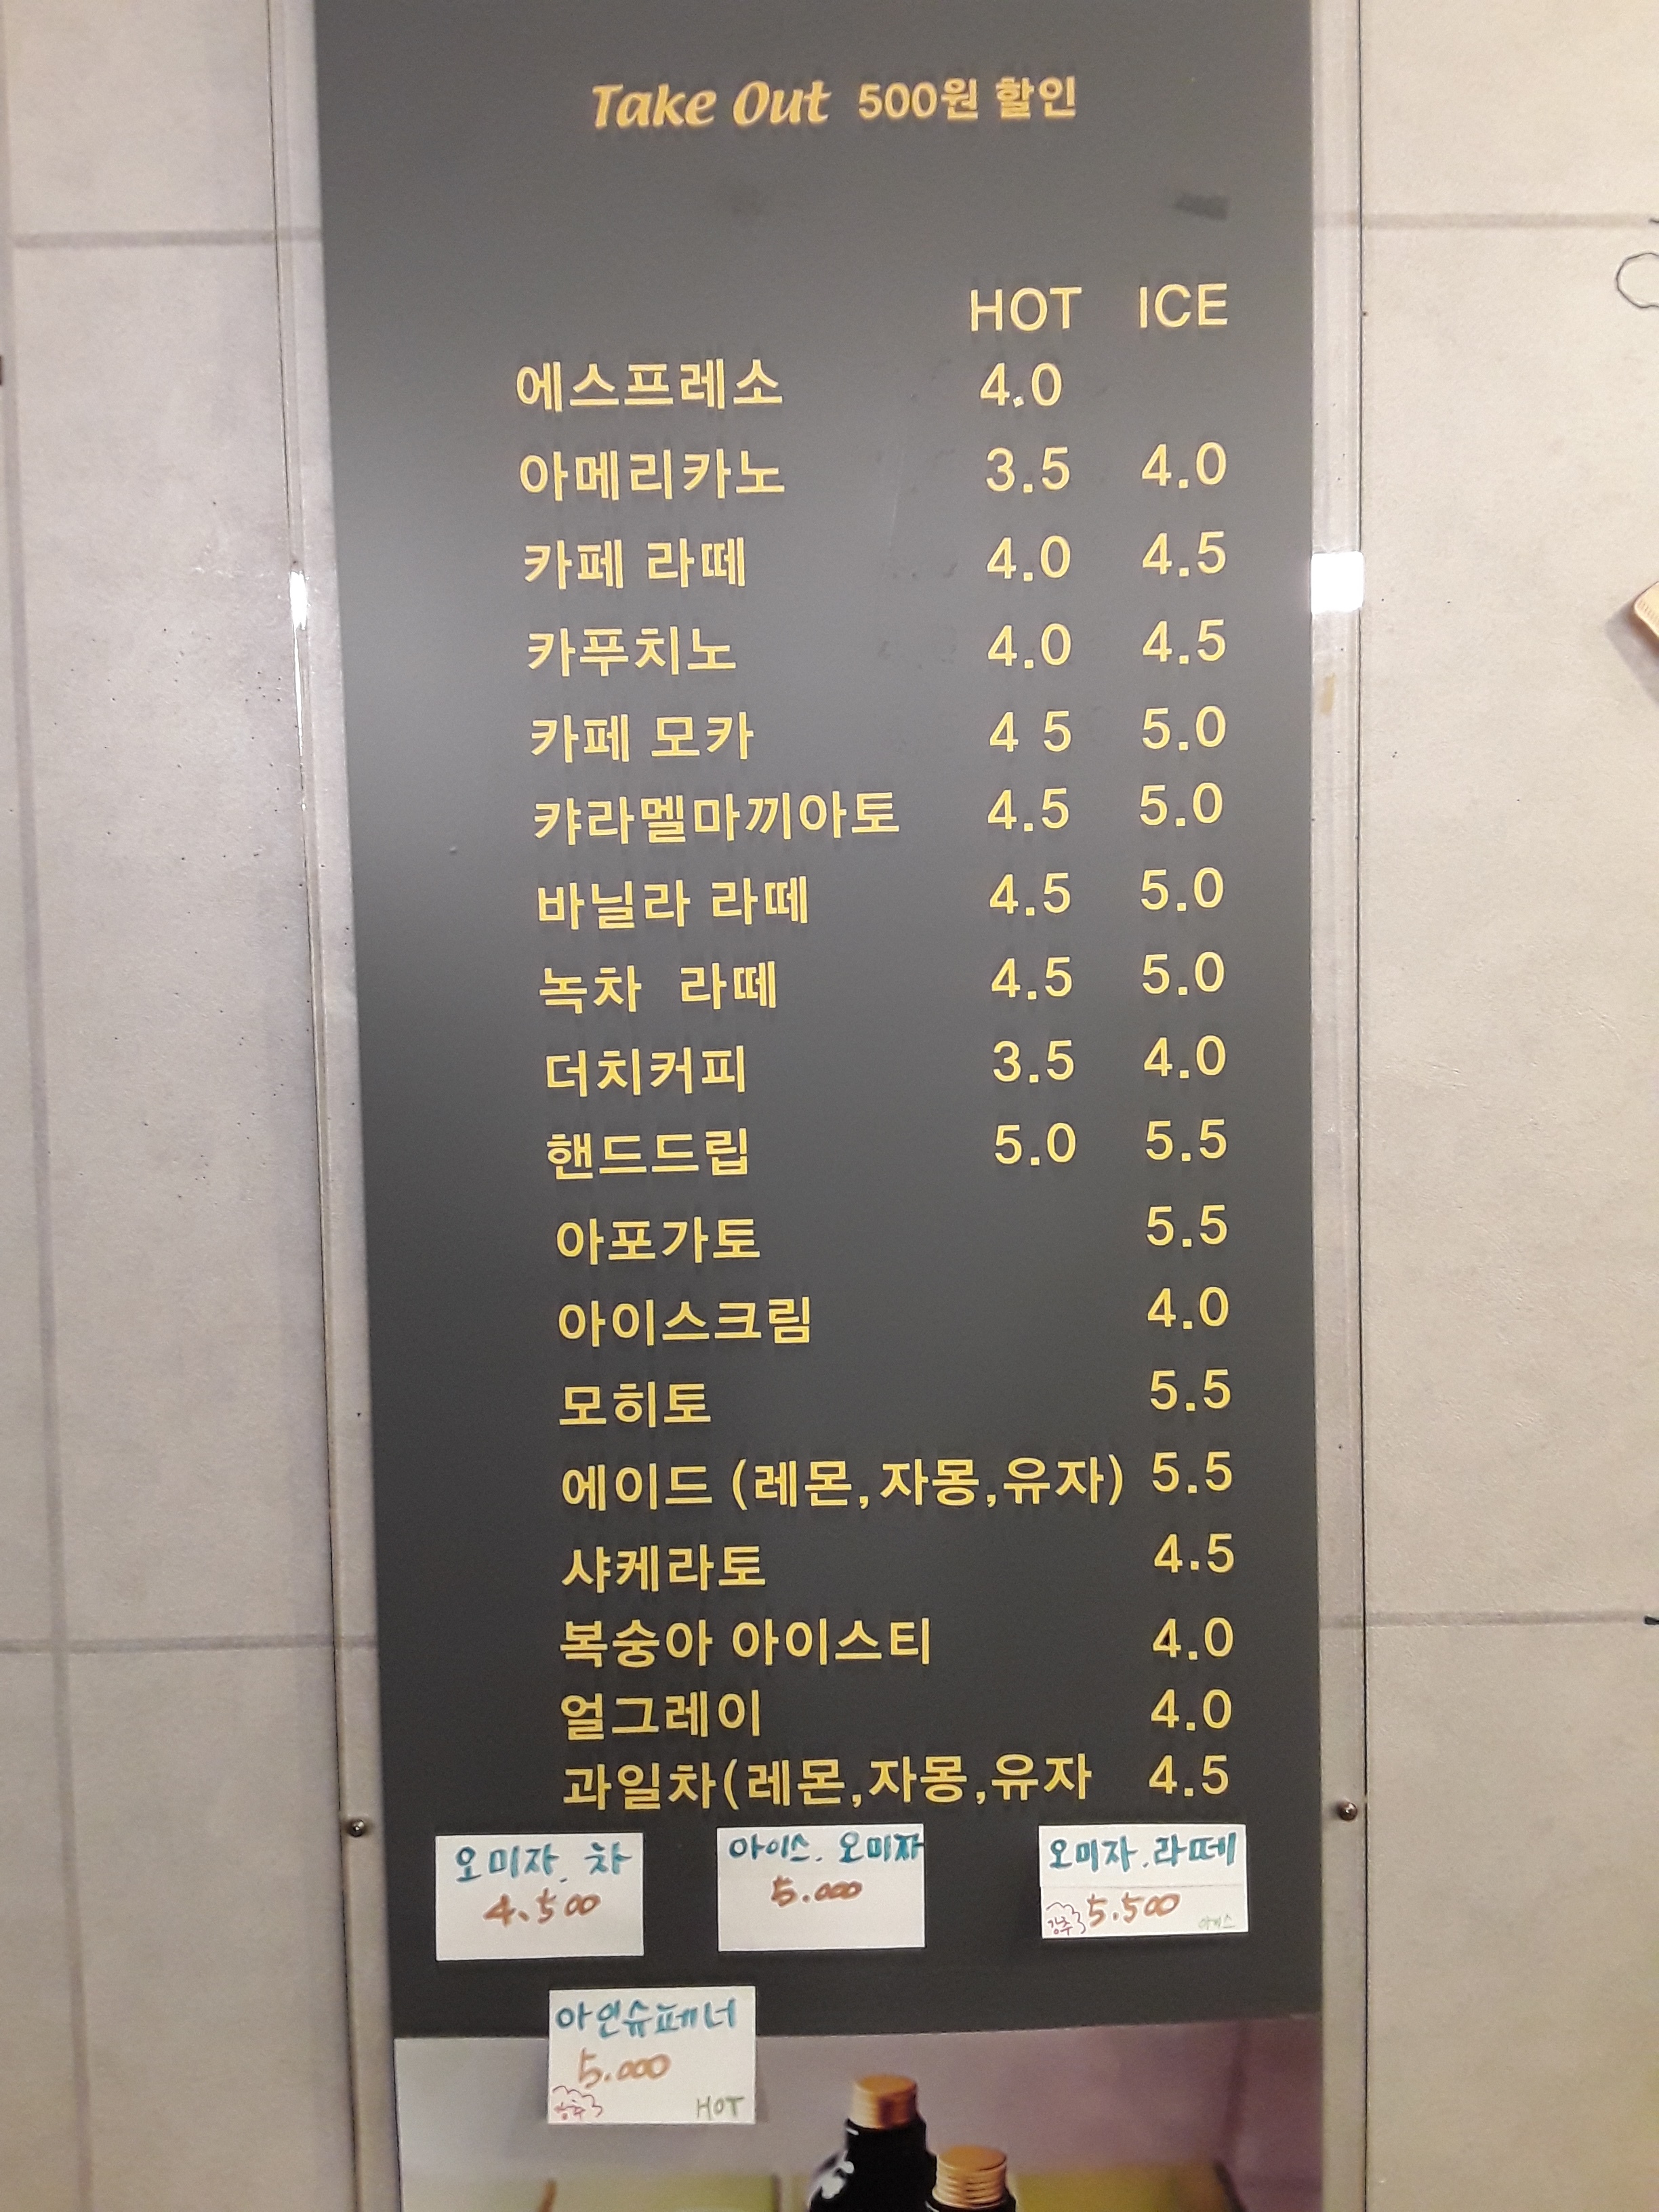 Take Out 500원 할인
HOT ICE
에스프레소 4.0
아메리카노 3.5 4.0
카페 라떼 4.0 4.5
카푸치노 4.0 4.5
카페 모카 4 5 5.0
캬라멜마끼아토 4.5 5.0
바닐라 라떼 4.5 5.0
녹차 라떼 4.5 5.0
더치커피 3.5 4.0
핸드드립 5.0 5.5
아포가토 5.5
아이스크림 4.0
모히토 5.5
에이드 (레몬,자몽,유자) 5.5
샤케라토 4.5
복숭아 아이스티 4.0
얼그레이 4.0
과일차(레몬,자몽,유자 4.5
오미자. 차
4.500
아이스. 오미자
5.000
오미자.라떼
강추 5.500 아이스
아인슈페너
5.000
강추 HOT